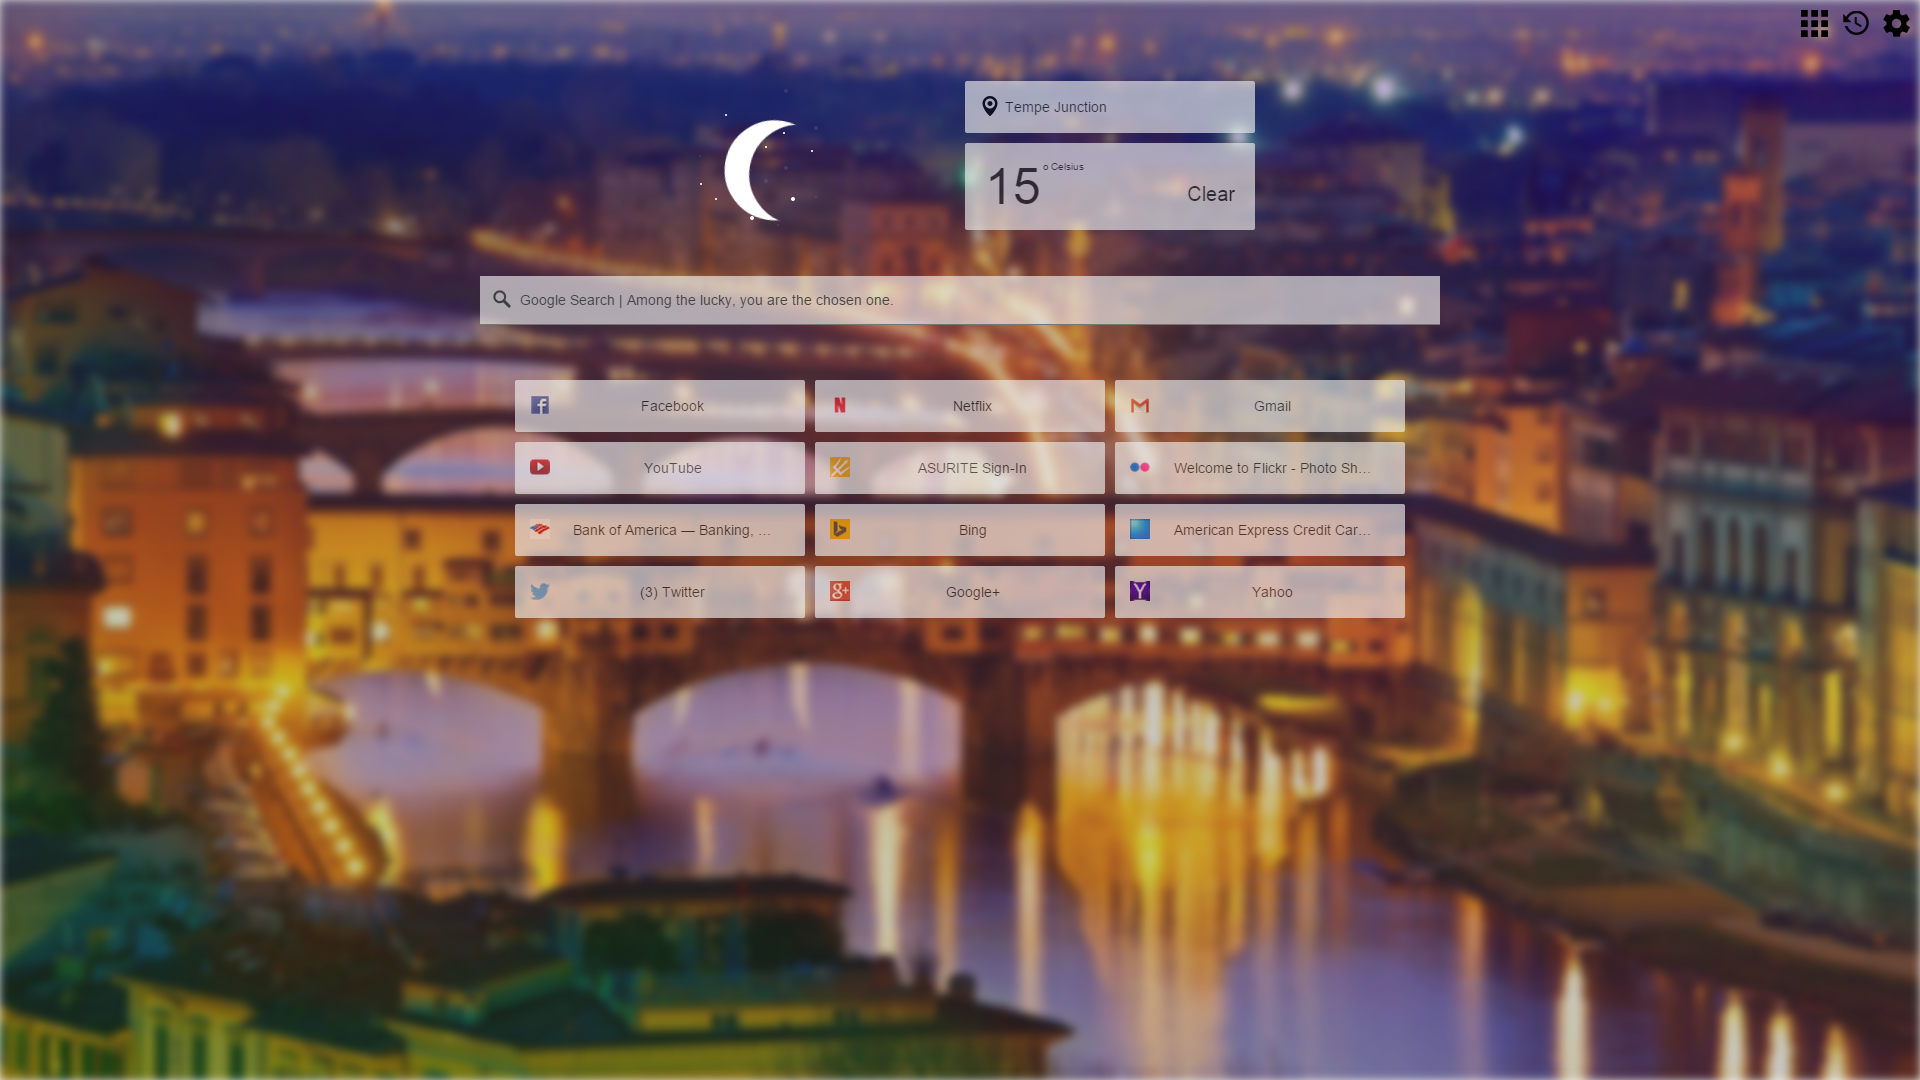 Tempe Junction
15 o Celsius
Clear
Google Search | Among the lucky, you are the chosen one.
Facebook
Netflix
Gmail
YouTube
ASURITE Sign-In
Welcome to Flickr - Photo Sh...
Bank of America — Banking, ...
Bing
American Express Credit Car...
(3) Twitter
Google+
Yahoo